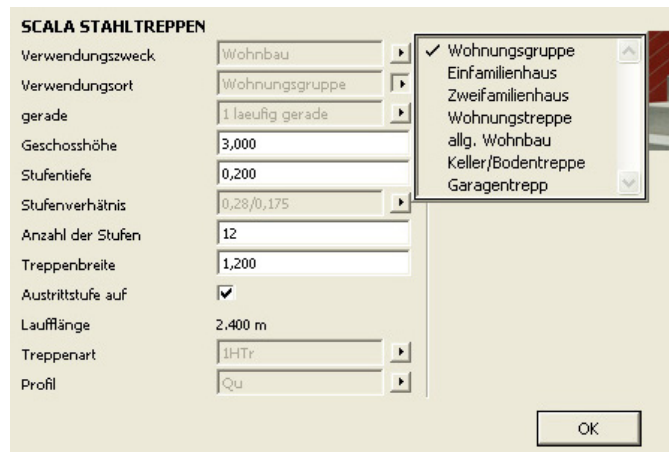 SCALA STAHLTREPPEN
Verwendungszweck Wohnbau
Verwendungsort Wohnungsgruppe
gerade 1 laeufig gerade
Geschosshöhe 3,000
Stufentiefe 0,200
Stufenverhätnis 0,28/0,175
Anzahl der Stufen 12
Treppenbreite 1,200
Austrittstufe auf
Laufflänge 2,400 m
Treppenart 1HTr
Profil Qu
Wohnungsgruppe
Einfamilienhaus
Zweifamilienhaus
Wohnungstreppe
allg. Wohnbau
Keller/Bodentreppe
Garagentrepp
OK